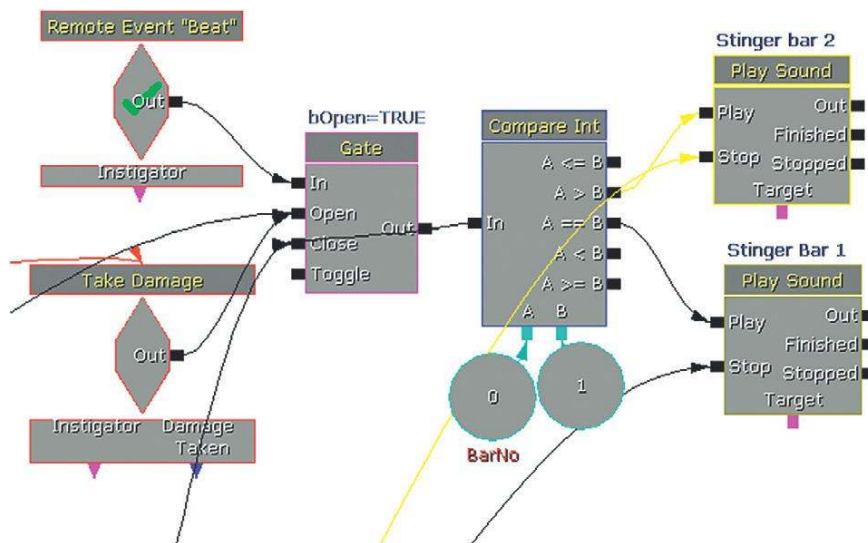 Remote Event "Beat"
Out
Instigator
Take Damage
Out
Instigator
Damage
Taken
bOpen=TRUE
Gate
In
Open
Close
Toggle
Out
Compare Int
In
A <= B
A > B
A == B
A < B
A >= B
A
B
0
1
BarNo
Stinger bar 2
Play Sound
Play
Stop
Out
Finished
Stopped
Target
Stinger Bar 1
Play Sound
Play
Stop
Out
Finished
Stopped
Target